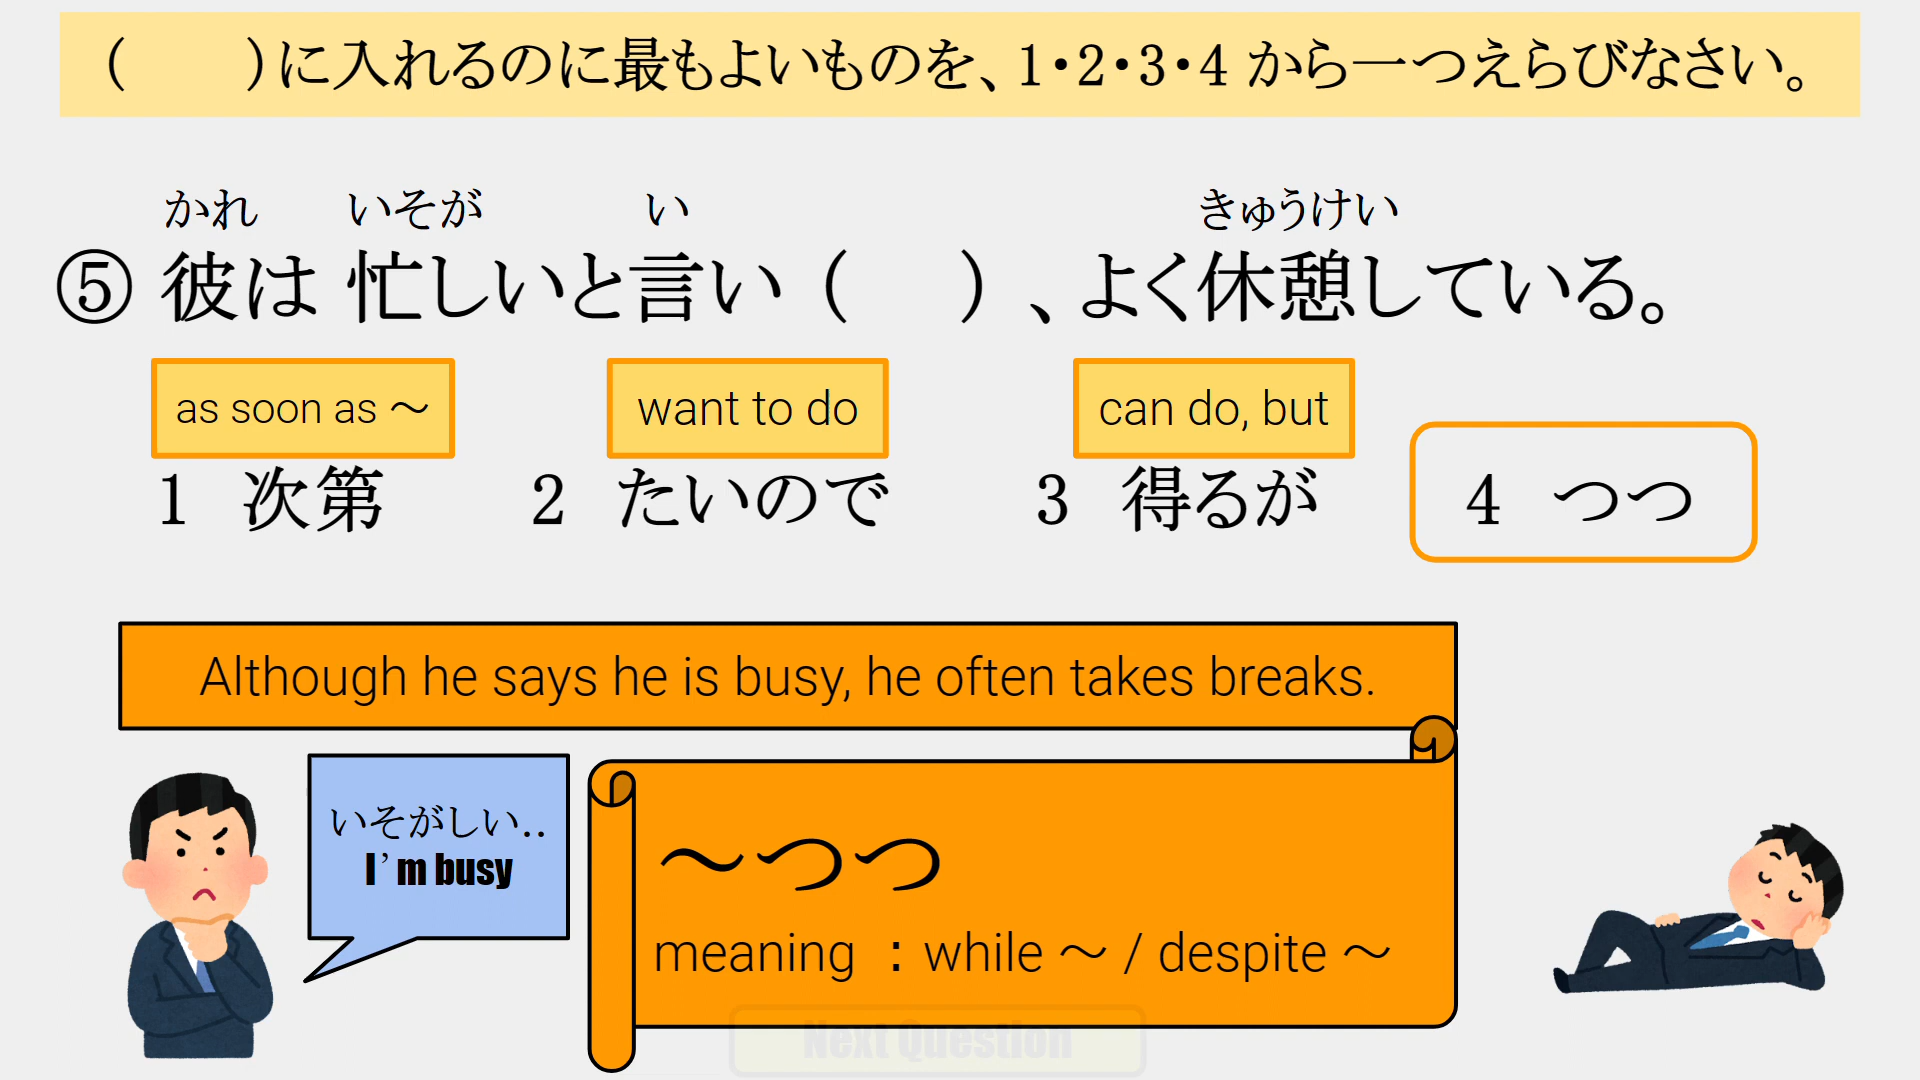 (　　)に入れるのに最もよいものを、1・2・3・4 から一つえらびなさい。
かれ いそが い きゅうけい
⑤ 彼は 忙しいと言い (　　) 、よく休憩している。
as soon as ～ want to do can do, but
1 次第 2 たいので 3 得るが 4 つつ
Although he says he is busy, he often takes breaks.
いそがしい..
I'm busy
～つつ
meaning : while ～ / despite ～
Next Question